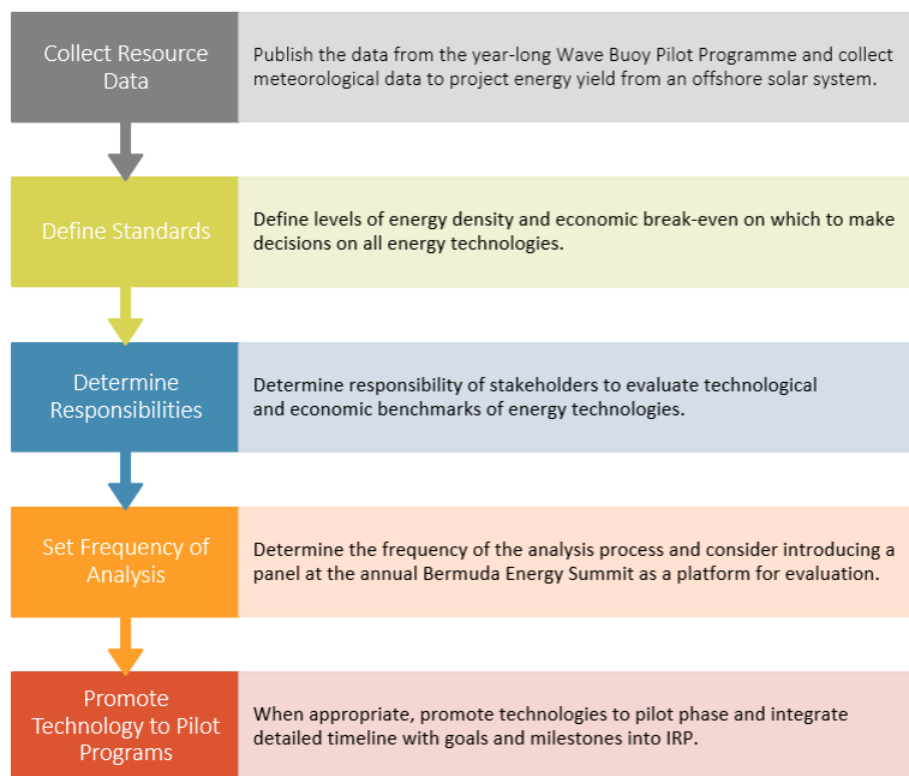 Collect Resource
Data
Publish the data from the year-long Wave Buoy Pilot Programme and collect
meteorological data to project energy yield from an offshore solar system.
Define Standards
Define levels of energy density and economic break-even on which to make
decisions on all energy technologies.
Determine
Responsibilities
Determine responsibility of stakeholders to evaluate technological
and economic benchmarks of energy technologies.
Set Frequency of
Analysis
Determine the frequency of the analysis process and consider introducing a
panel at the annual Bermuda Energy Summit as a platform for evaluation.
Promote
Technology to Pilot
Programs
When appropriate, promote technologies to pilot phase and integrate
detailed timeline with goals and milestones into IRP.